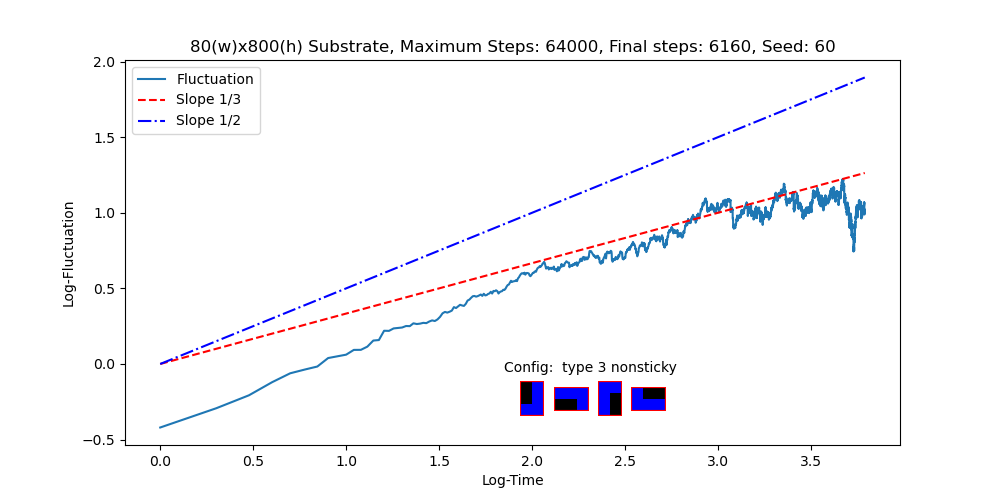 80(w)x800(h) Substrate, Maximum Steps: 64000, Final steps: 6160, Seed: 60
Fluctuation
Slope 1/3
Slope 1/2
2.0
1.5
1.0
0.5
0.0
−0.5
Log-Fluctuation
Config:  type 3 nonsticky
0.0 0.5 1.0 1.5 2.0 2.5 3.0 3.5
Log-Time